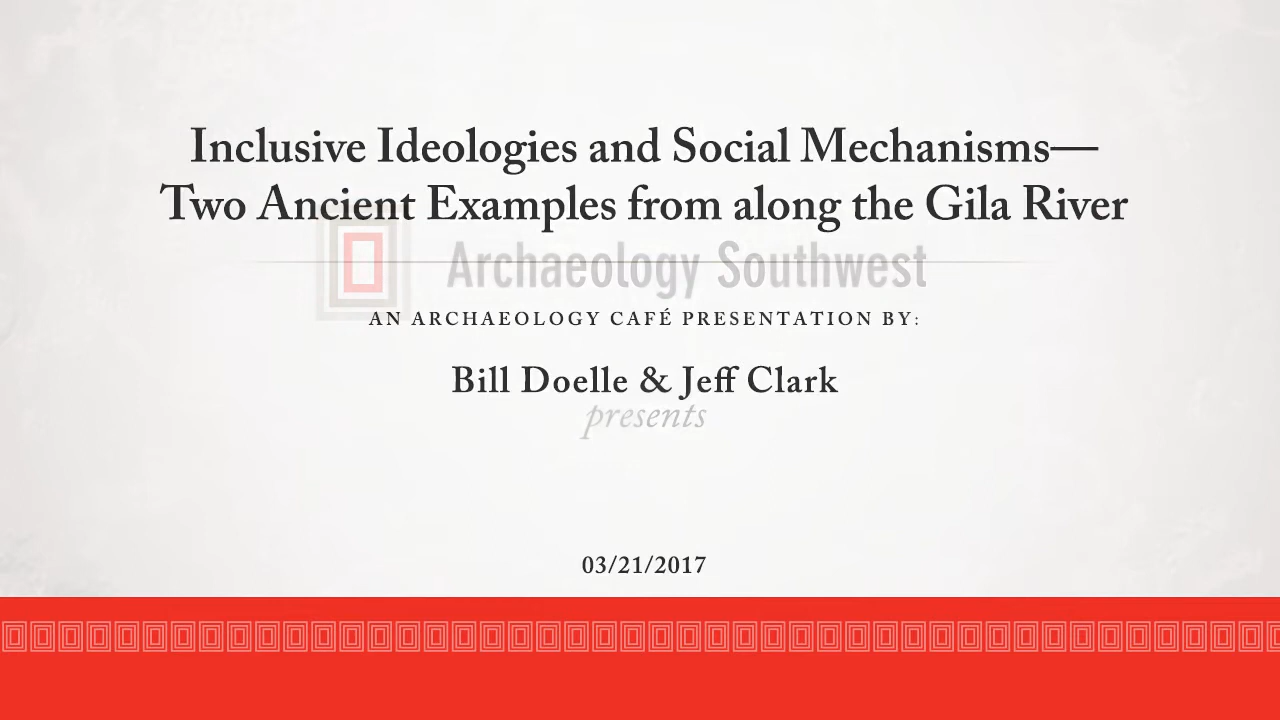 Inclusive Ideologies and Social Mechanisms—
Two Ancient Examples from along the Gila River
Archaeology Southwest
AN ARCHAEOLOGY CAFÉ PRESENTATION BY:
Bill Doelle & Jeff Clark
presents
03/21/2017